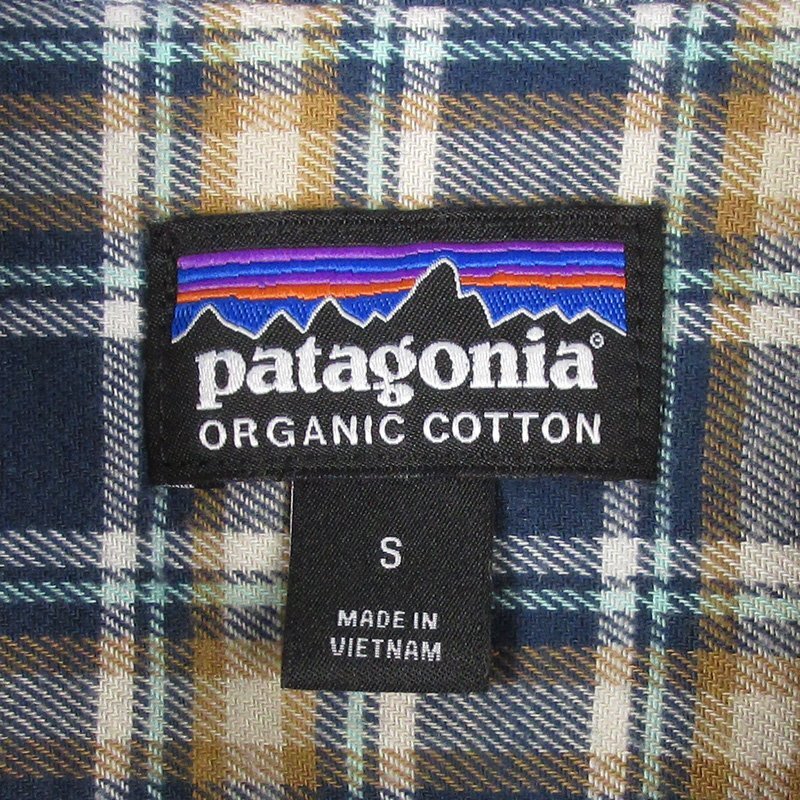 patagonia®
ORGANIC COTTON
S
MADE IN
VIETNAM